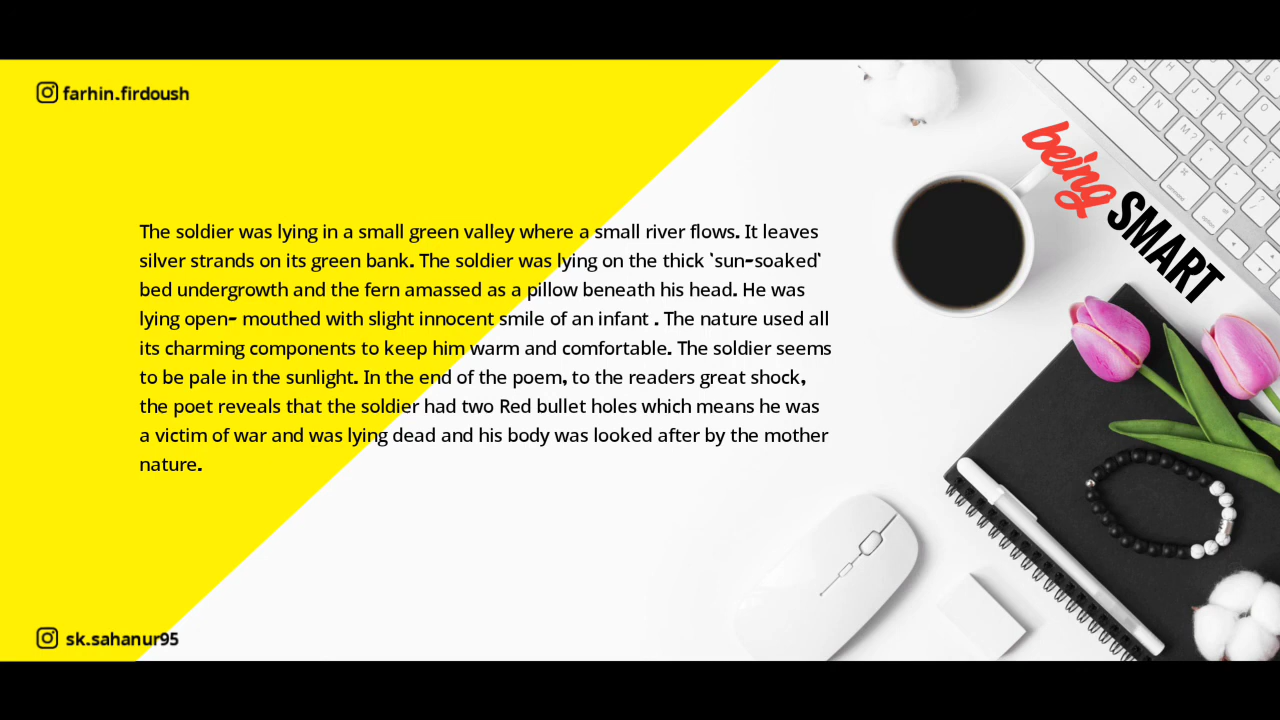 farhin.firdoush
being SMART
The soldier was lying in a small green valley where a small river flows. It leaves
silver strands on its green bank. The soldier was lying on the thick `sun-soaked`
bed undergrowth and the fern amassed as a pillow beneath his head. He was
lying open- mouthed with slight innocent smile of an infant . The nature used all
its charming components to keep him warm and comfortable. The soldier seems
to be pale in the sunlight. In the end of the poem, to the readers great shock,
the poet reveals that the soldier had two Red bullet holes which means he was
a victim of war and was lying dead and his body was looked after by the mother
nature.
sk.sahanur95